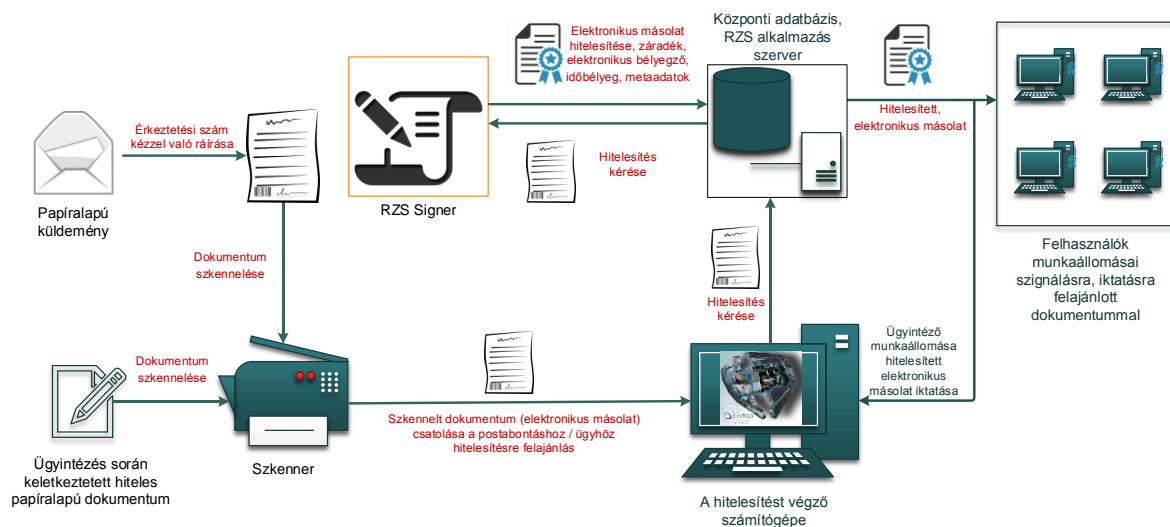 Elektronikus másolat
hitelesítése, záradék,
elektronikus bélyegző,
időbélyeg, metaadatok
Központi adatbázis,
RZS alkalmazás
szerver
Érkeztetési szám
kézzel való ráírása
Hitelesített,
elektronikus másolat
Hitelesítés
kérése
Papíralapú
küldemény
RZS Signer
Dokumentum
szkennelése
Felhasználók
munkaállomásai
szignálásra, iktatásra
felajánlott
dokumentummal
Hitelesítés
kérése
Dokumentum
szkennelése
Ügyintéző
munkaállomása
hitelesített
elektronikus
másolat iktatása
Szkennelt dokumentum (elektronikus másolat)
csatolása a postabontáshoz / ügyhöz
hitelesítésre felajánlás
Szkenner
Ügyintézés során
keletkeztetett hiteles
papíralapú dokumentum
A hitelesítést végző
számítógépe